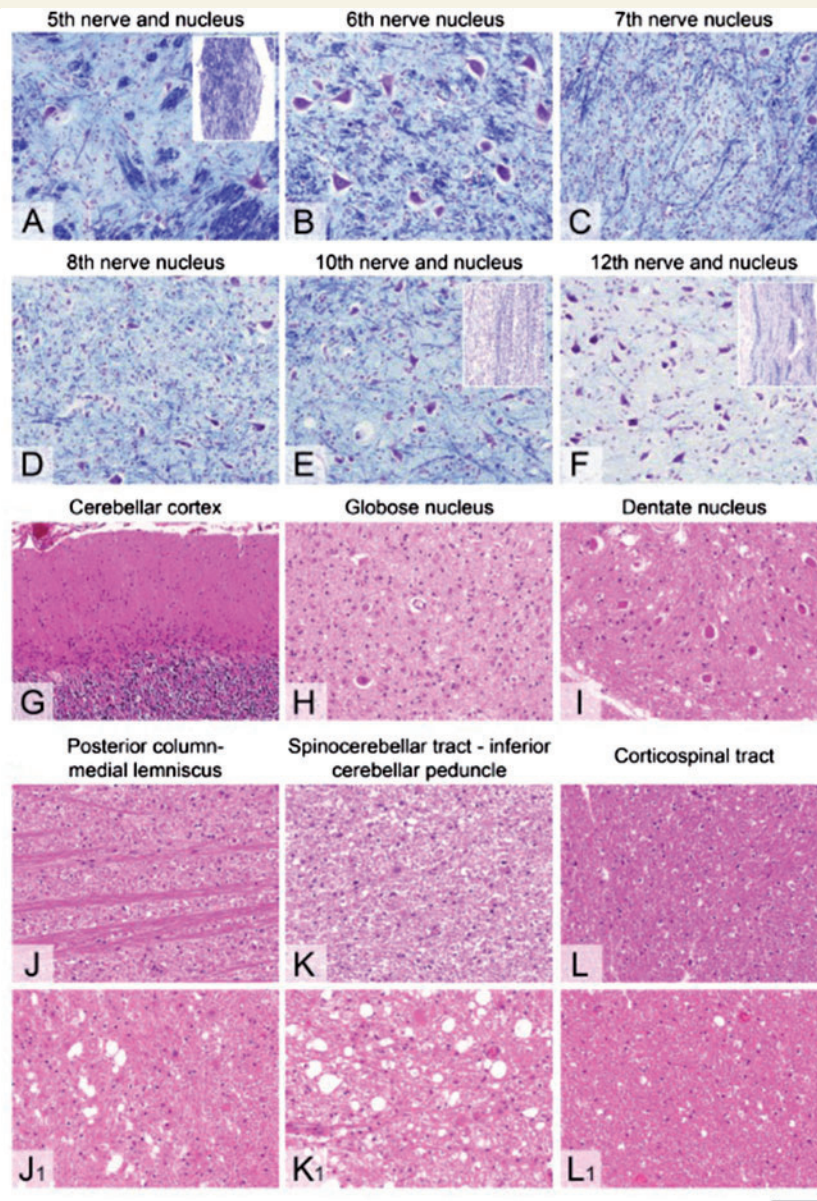 5th nerve and nucleus
6th nerve nucleus
7th nerve nucleus
A
B
C
8th nerve nucleus
10th nerve and nucleus
12th nerve and nucleus
D
E
F
Cerebellar cortex
Globose nucleus
Dentate nucleus
G
H
I
Posterior column-
medial lemniscus
Spinocerebellar tract - inferior
cerebellar peduncle
Corticospinal tract
J
K
L
J1
K1
L1